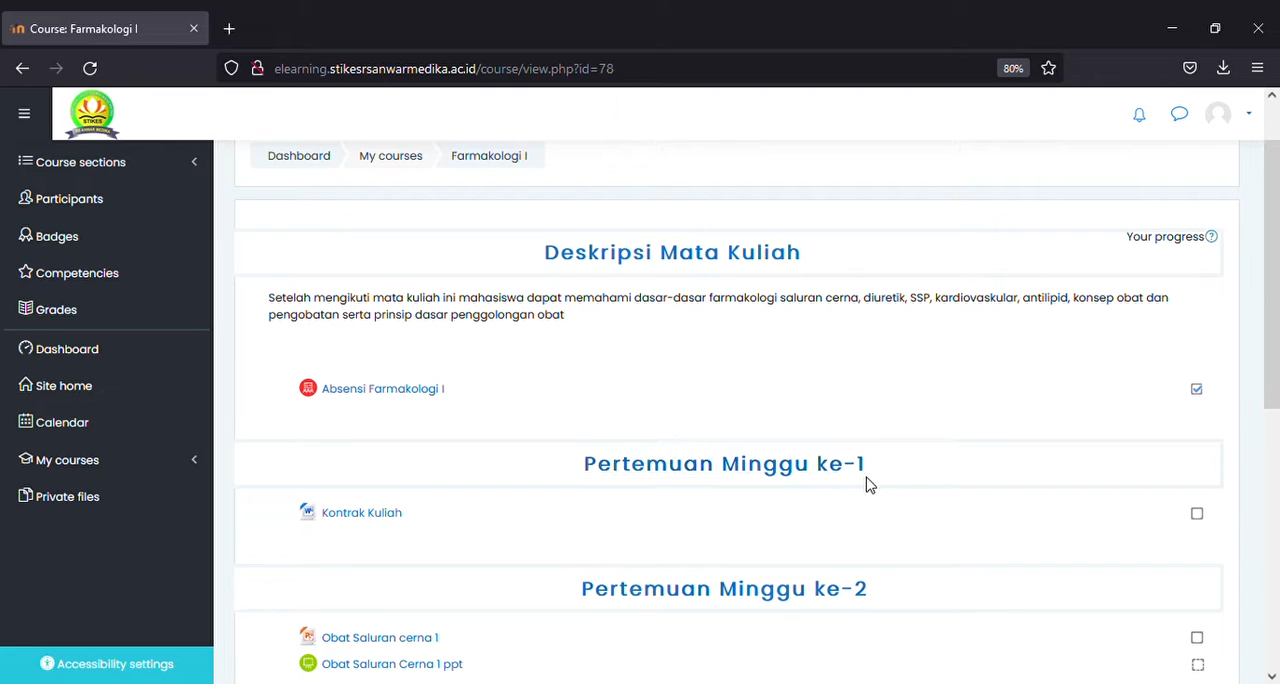 Course: Farmakologi I
elearning.stikesrsanwarmedika.ac.id/course/view.php?id=78
80%
STIKES
Dashboard
My courses
Farmakologi I
Course sections
Participants
Badges
Competencies
Grades
Dashboard
Site home
Calendar
My courses
Private files
Accessibility settings
Your progress
Deskripsi Mata Kuliah
Setelah mengikuti mata kuliah ini mahasiswa dapat memahami dasar-dasar farmakologi saluran cerna, diuretik, SSP, kardiovaskular, antilipid, konsep obat dan
pengobatan serta prinsip dasar penggolongan obat
Absensi Farmakologi I
Pertemuan Minggu ke-1
Kontrak Kuliah
Pertemuan Minggu ke-2
Obat Saluran cerna 1
Obat Saluran Cerna 1 ppt